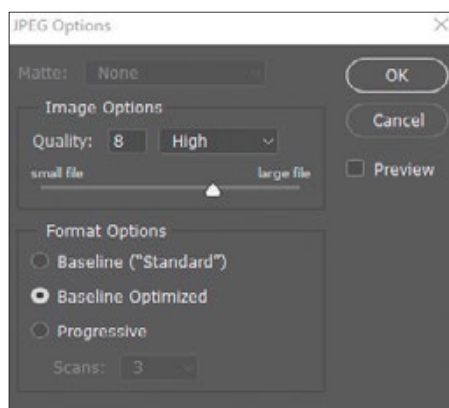 JPEG Options
Matte: None
OK
Image Options
Cancel
Quality: 8 High
small file large file
Preview
Format Options
Baseline ("Standard")
Baseline Optimized
Progressive
Scans: 3